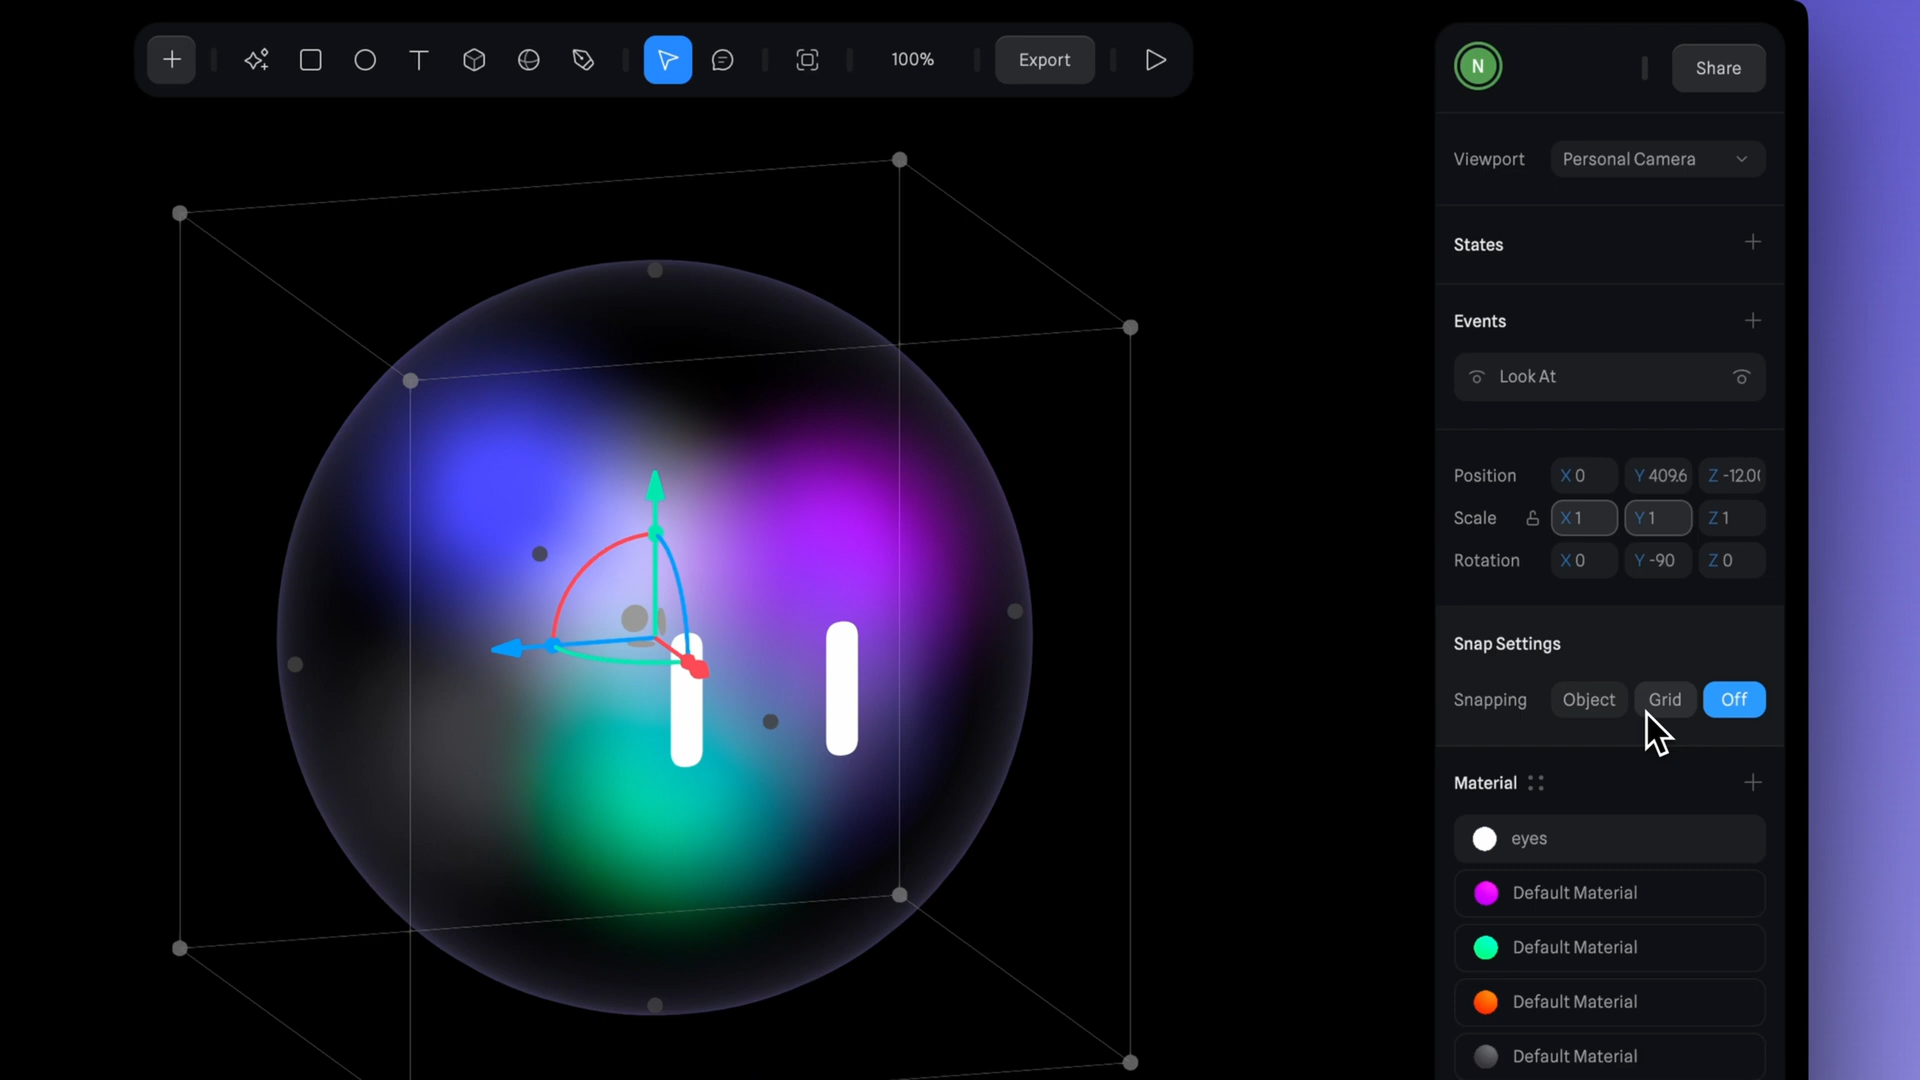 100%
Export
N
Share
Viewport
Personal Camera
States
Events
Look At
Position X 0 Y 409.6 Z -12.0
Scale X 1 Y 1 Z 1
Rotation X 0 Y -90 Z 0
Snap Settings
Snapping Object Grid Off
Material
eyes
Default Material
Default Material
Default Material
Default Material